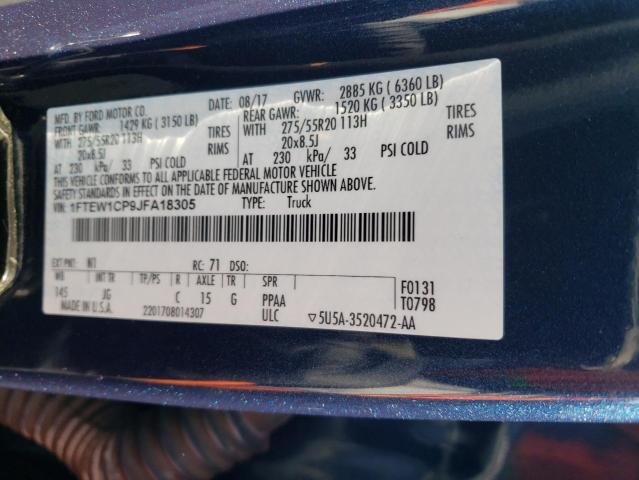 MFD. BY FORD MOTOR CO.
DATE: 08/17 GVWR: 2885 KG ( 6360 LB)
FRONT GAWR: 1429 KG ( 3150 LB) REAR GAWR: 1520 KG ( 3350 LB)
WITH 275/55R20 113H TIRES WITH 275/55R20 113H TIRES
20x8.5J RIMS 20x8.5J RIMS
AT 230 kPa/ 33 PSI COLD AT 230 kPa/ 33 PSI COLD
THIS VEHICLE CONFORMS TO ALL APPLICABLE FEDERAL MOTOR VEHICLE
SAFETY STANDARDS IN EFFECT ON THE DATE OF MANUFACTURE SHOWN ABOVE.
VIN: 1FTEW1CP9JFA18305 TYPE: Truck
EXT PNT: N1 RC: 71 DSO:
WB INT TR TP/PS R AXLE TR SPR F0131
145 JG C 15 G PPAA T0798
MADE IN U.S.A. 2201708014307 ULC ▽5U5A-3520472-AA